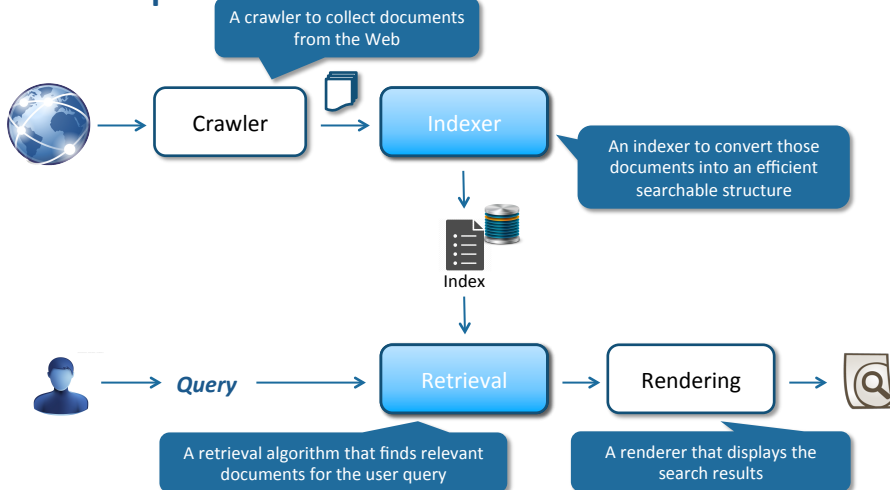 A crawler to collect documents
from the Web
Crawler
Indexer
An indexer to convert those
documents into an efficient
searchable structure
Index
Query
Retrieval
Rendering
A retrieval algorithm that finds relevant
documents for the user query
A renderer that displays the
search results